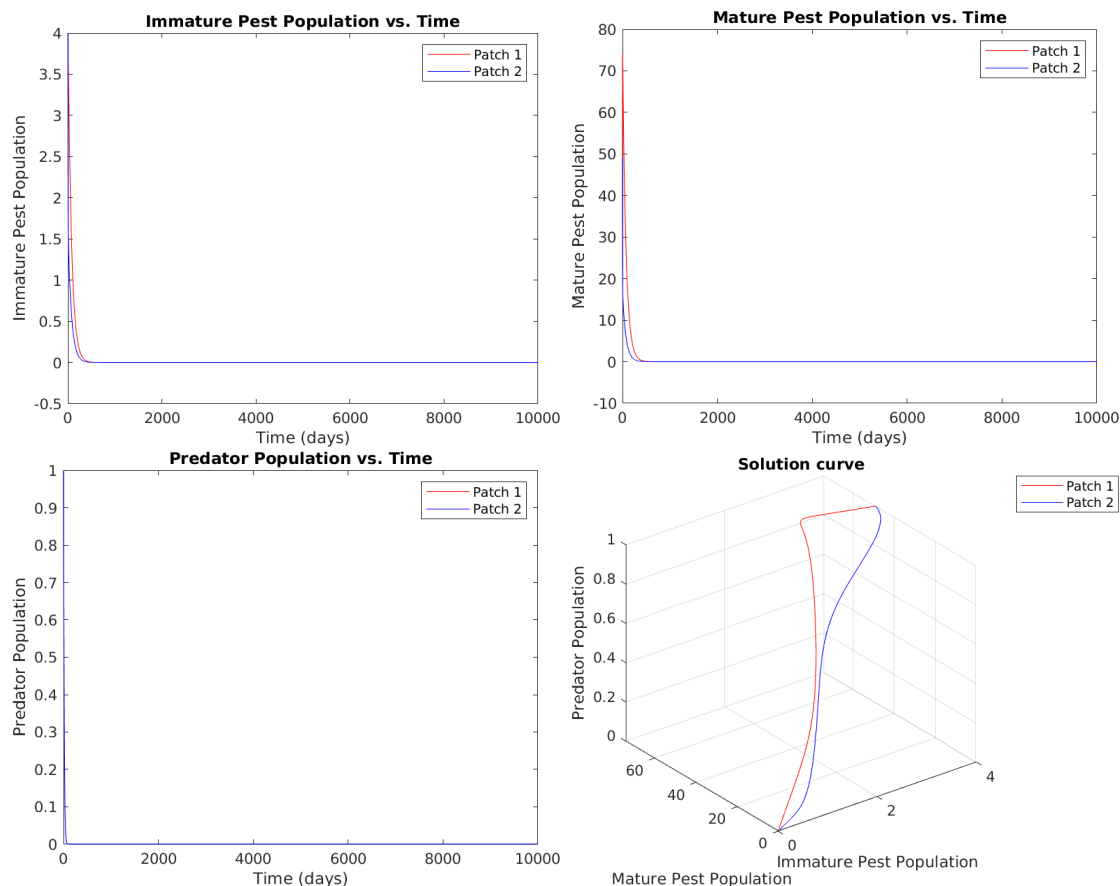 Immature Pest Population vs. Time
Immature Pest Population
4
3.5
3
2.5
2
1.5
1
0.5
0
-0.5
0 2000 4000 6000 8000 10000
Time (days)
Patch 1
Patch 2
Mature Pest Population vs. Time
Mature Pest Population
80
70
60
50
40
30
20
10
0
-10
0 2000 4000 6000 8000 10000
Time (days)
Patch 1
Patch 2
Predator Population vs. Time
Predator Population
1
0.9
0.8
0.7
0.6
0.5
0.4
0.3
0.2
0.1
0
0 2000 4000 6000 8000 10000
Time (days)
Patch 1
Patch 2
Solution curve
Patch 1
Patch 2
Predator Population
1
0.8
0.6
0.4
0.2
0
60
40
20
0
0
2
4
Immature Pest Population
Mature Pest Population